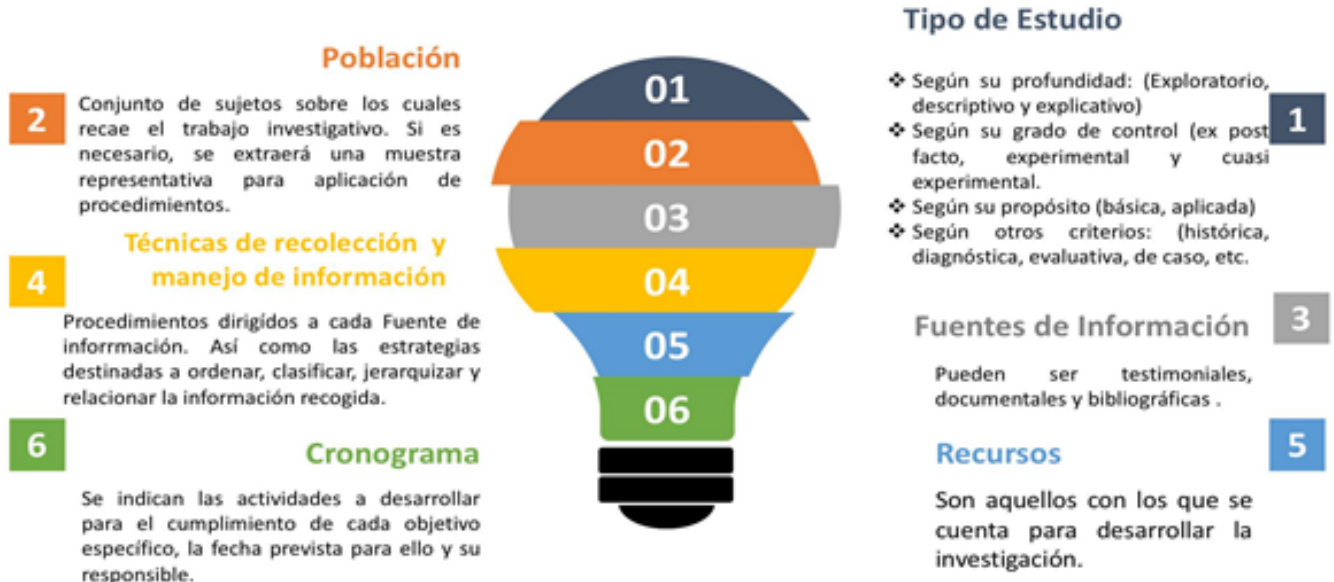 Tipo de Estudio
1
❖ Según su profundidad: (Exploratorio,
descriptivo y explicativo)
❖ Según su grado de control (ex post
facto, experimental y cuasi
experimental.
❖ Según su propósito (básica, aplicada)
❖ Según otros criterios: (histórica,
diagnóstica, evaluativa, de caso, etc.
Población
2
Conjunto de sujetos sobre los cuales
recae el trabajo investigativo. Si es
necesario, se extraerá una muestra
representativa para aplicación de
procedimientos.
Fuentes de Información
3
Pueden ser testimoniales,
documentales y bibliográficas .
Técnicas de recolección y
manejo de información
4
Procedimientos dirigídos a cada Fuente de
inforrmación. Así como las estrategias
destinadas a ordenar, clasificar, jerarquizar y
relacionar la información recogida.
Recursos
5
Son aquellos con los que se
cuenta para desarrollar la
investigación.
6
Cronograma
Se indican las actividades a desarrollar
para el cumplimiento de cada objetivo
específico, la fecha prevista para ello y su
responsible.
01
02
03
04
05
06